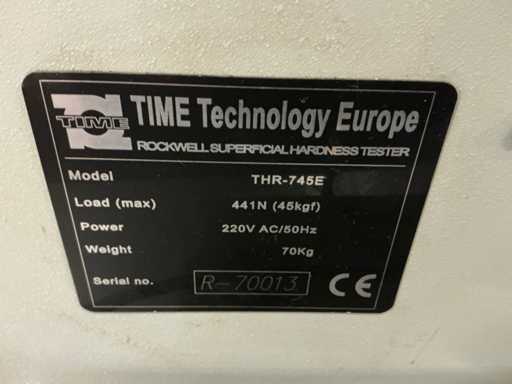 TIME
TIME Technology Europe
ROCKWELL SUPERFICIAL HARDNESS TESTER
Model THR-745E
Load (max) 441N (45kgf)
Power 220V AC/50Hz
Weight 70Kg
Serial no. R-70013 CE